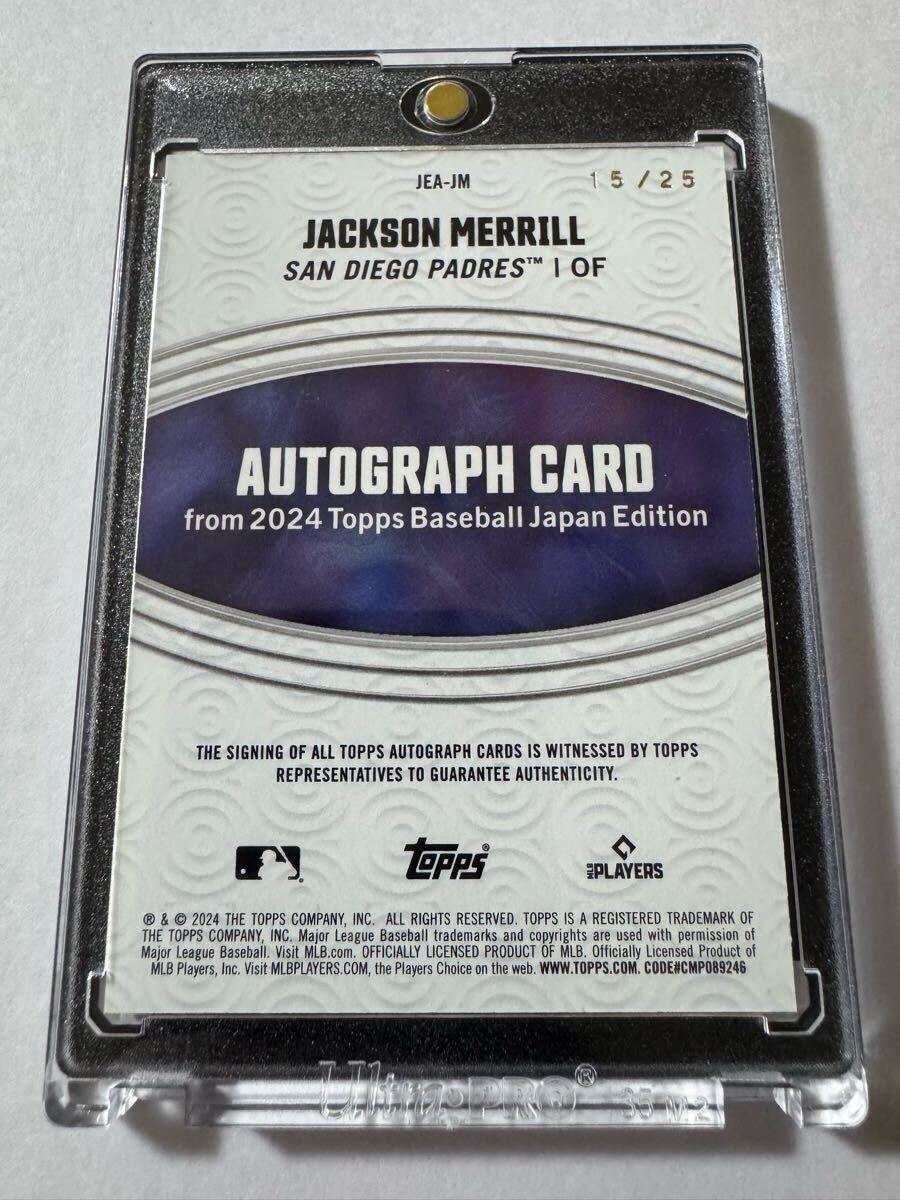 JEA-JM
15/25
JACKSON MERRILL
SAN DIEGO PADRES™ | OF
AUTOGRAPH CARD
from 2024 Topps Baseball Japan Edition
THE SIGNING OF ALL TOPPS AUTOGRAPH CARDS IS WITNESSED BY TOPPS
REPRESENTATIVES TO GUARANTEE AUTHENTICITY.
topps®
MLB PLAYERS
® & © 2024 THE TOPPS COMPANY, INC. ALL RIGHTS RESERVED. TOPPS IS A REGISTERED TRADEMARK OF
THE TOPPS COMPANY, INC. Major League Baseball trademarks and copyrights are used with permission of
Major League Baseball. Visit MLB.com. OFFICIALLY LICENSED PRODUCT OF MLB. Officially Licensed Product of
MLB Players, Inc. Visit MLBPLAYERS.COM, the Players Choice on the web. WWW.TOPPS.COM. CODE#CMP089246
Ultra·PRO®